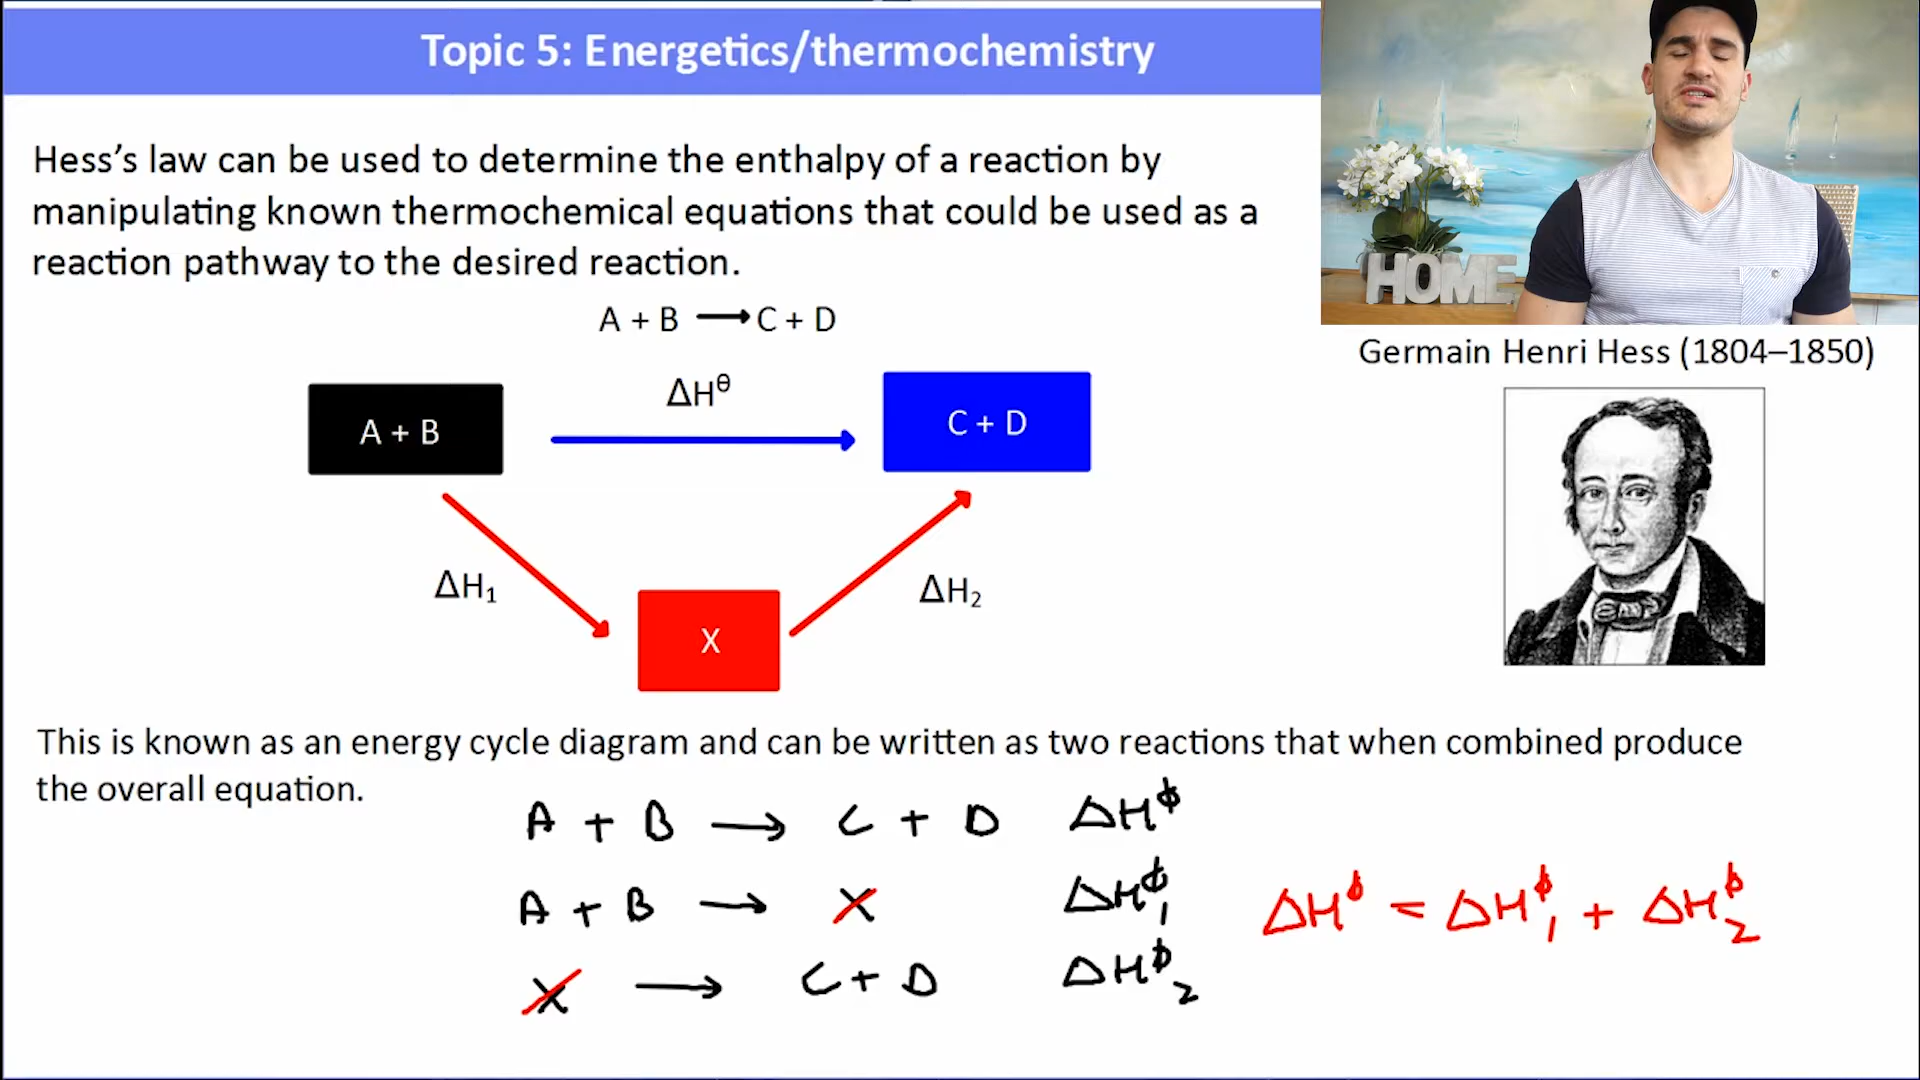 Topic 5: Energetics/thermochemistry
Hess's law can be used to determine the enthalpy of a reaction by
manipulating known thermochemical equations that could be used as a
reaction pathway to the desired reaction.
HOME
Germain Henri Hess (1804–1850)
A + B ⟶ C + D
ΔH^θ
A + B
C + D
ΔH₁
ΔH₂
X
This is known as an energy cycle diagram and can be written as two reactions that when combined produce
the overall equation.
A + B ⟶ C + D ΔH^ϕ
A + B ⟶ X ΔH^ϕ₁
X ⟶ C + D ΔH^ϕ₂
ΔH^ϕ = ΔH^ϕ₁ + ΔH^ϕ₂